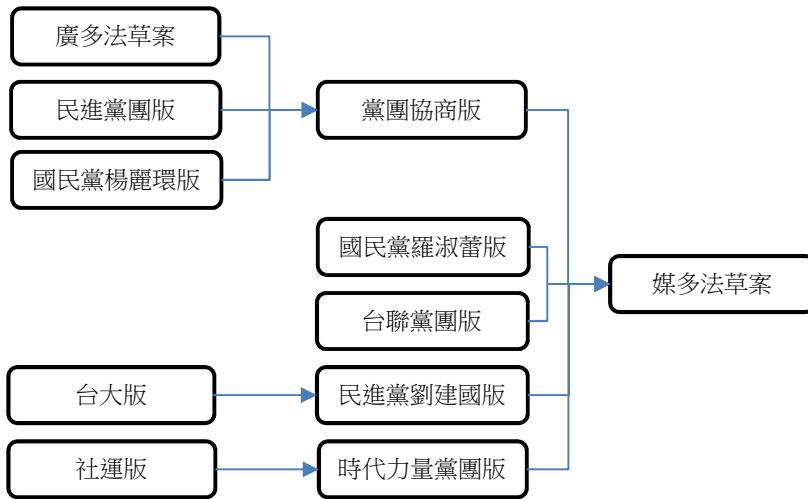 廣多法草案
民進黨團版
國民黨楊麗環版
黨團協商版
國民黨羅淑蕾版
台聯黨團版
媒多法草案
台大版
民進黨劉建國版
社運版
時代力量黨團版